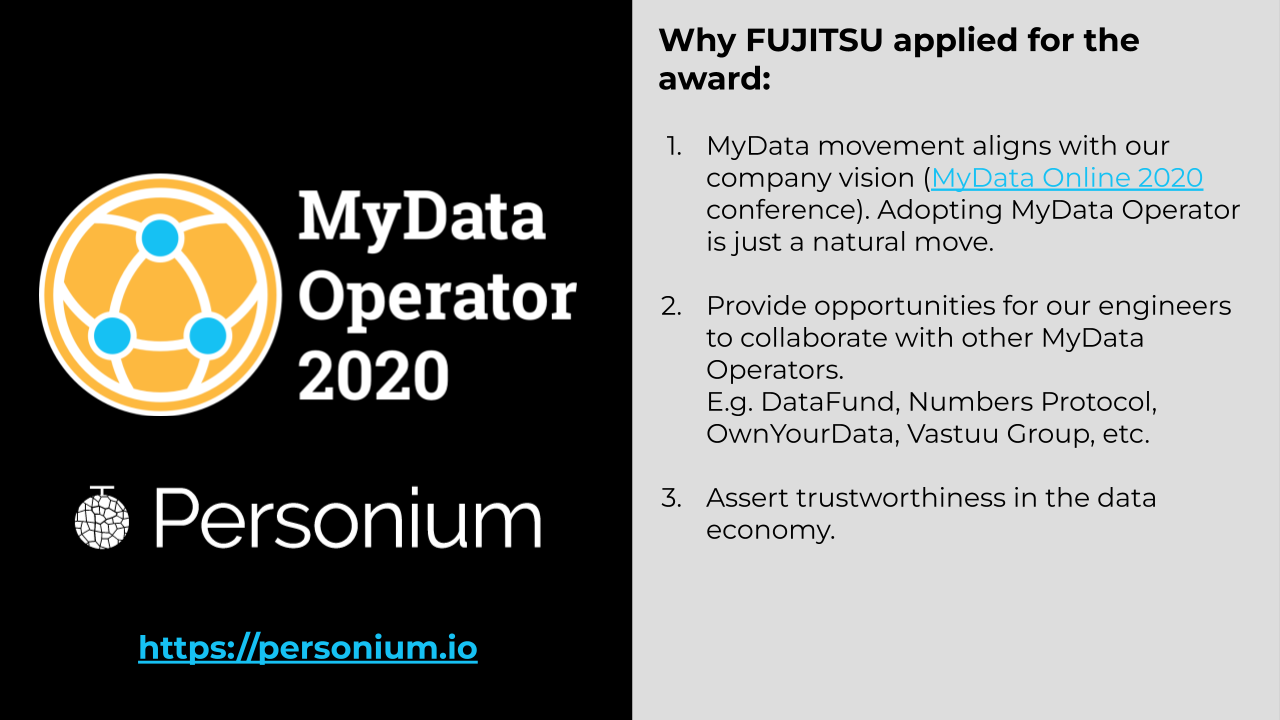 MyData
Operator
2020
Personium
https://personium.io
Why FUJITSU applied for the
award:
1. MyData movement aligns with our
company vision (MyData Online 2020
conference). Adopting MyData Operator
is just a natural move.
2. Provide opportunities for our engineers
to collaborate with other MyData
Operators.
E.g. DataFund, Numbers Protocol,
OwnYourData, Vastuu Group, etc.
3. Assert trustworthiness in the data
economy.